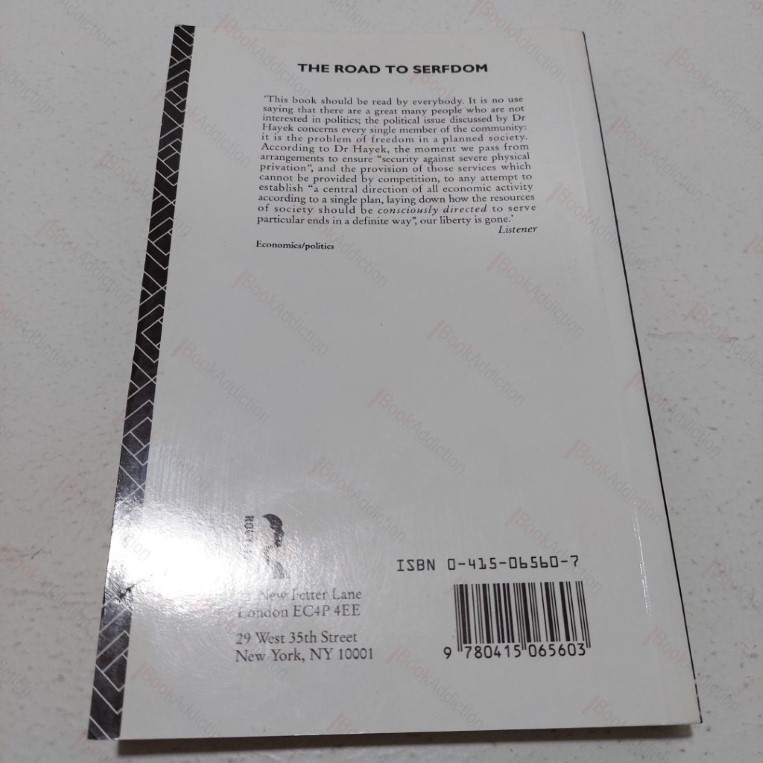 THE ROAD TO SERFDOM
'This book should be read by everybody. It is no use
saying that there are a great many people who are not
interested in politics; the political issue discussed by Dr
Hayek concerns every single member of the community:
it is the problem of freedom in a planned society.
According to Dr Hayek, the moment we pass from
arrangements to ensure "security against severe physical
privation", and the provision of those services which
cannot be provided by competition, to any attempt to
establish "a central direction of all economic activity
according to a single plan, laying down how the resources
of society should be consciously directed to serve
particular ends in a definite way", our liberty is gone.'
Listener
Economics/politics
New Fetter Lane
London EC4P 4EE
29 West 35th Street
New York, NY 10001
ISBN 0-415-06560-7
9 780415 065603
BookAddiction